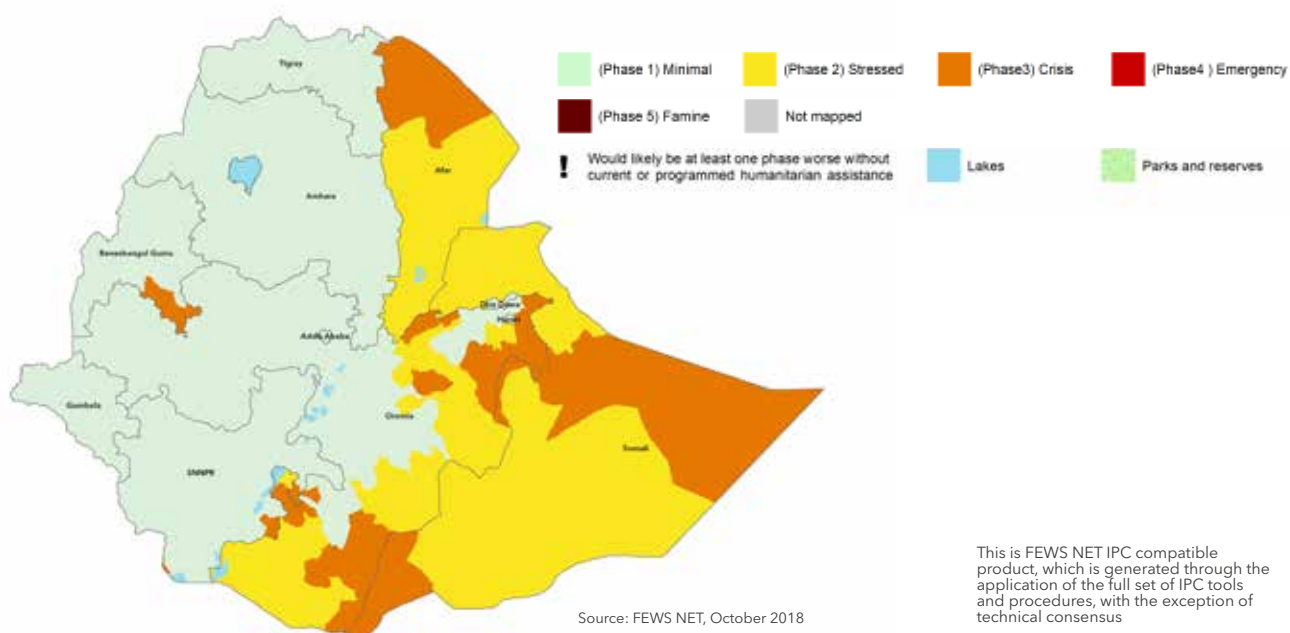 (Phase 1) Minimal
(Phase 2) Stressed
(Phase3) Crisis
(Phase4 ) Emergency
(Phase 5) Famine
Not mapped
! Would likely be at least one phase worse without
current or programmed humanitarian assistance
Lakes
Parks and reserves
Tigray
Afar
Amhara
Dire Dawa
Harari
Addis Ababa
Gambela
Oromia
Somali
SNNPR
Source: FEWS NET, October 2018
This is FEWS NET IPC compatible
product, which is generated through the
application of the full set of IPC tools
and procedures, with the exception of
technical consensus